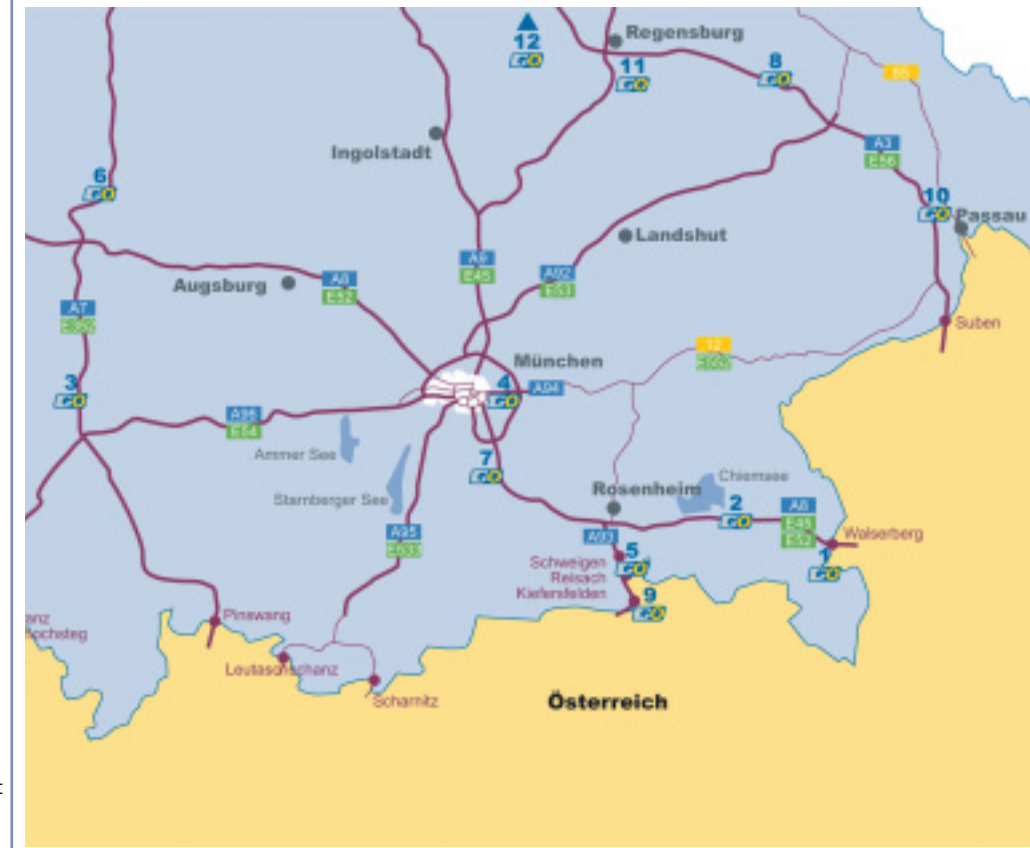 12
GO
Regensburg
11
GO
8
GO
Ingolstadt
A3
E56
6
GO
10
GO
Passau
Landshut
A9
E45
A92
E53
Augsburg
A8
E52
A7
Suben
12
E552
München
3
GO
4
GO
A94
A96
E54
Ammer See
7
GO
Starnberger See
Rosenheim
Chiemsee
2
GO
A8
E45
E52
Walserberg
A95
E533
A93
5
GO
1
GO
Schweigen
Reisach
Kiefersfelden
9
GO
Pinswang
anz
ochsteg
Leutaschschanz
Scharnitz
Österreich